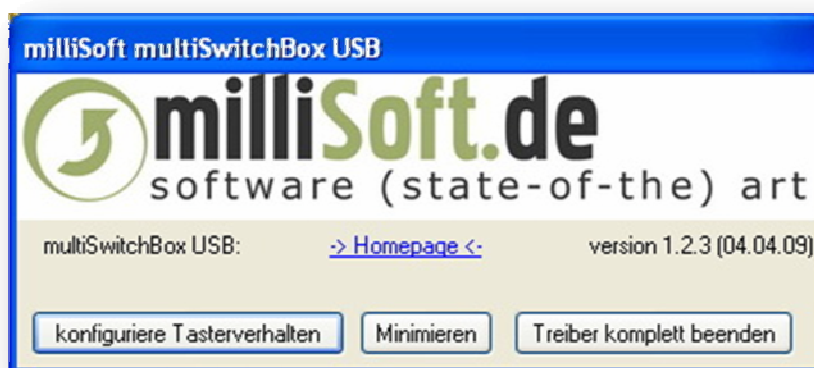 milliSoft multiSwitchBox USB
milliSoft.de
software (state-of-the) art
multiSwitchBox USB: -> Homepage <- version 1.2.3 (04.04.09)
konfiguriere Tasterverhalten Minimieren Treiber komplett beenden